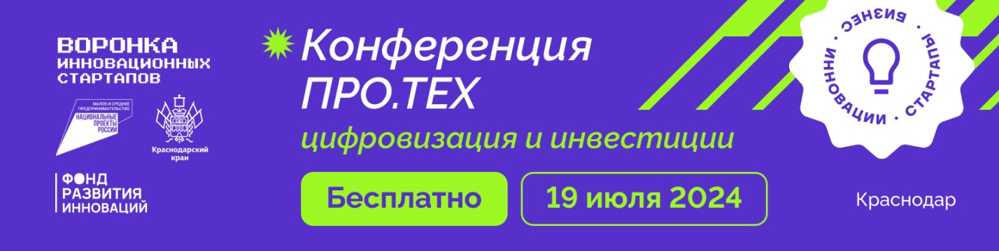 ВОРОНКА
ИННОВАЦИОННЫХ
СТАРТАПОВ
МАЛОЕ И СРЕДНЕЕ
ПРЕДПРИНИМАТЕЛЬСТВО
НАЦИОНАЛЬНЫЕ
ПРОЕКТЫ
РОССИИ
Краснодарский
край
ФОНД
РАЗВИТИЯ
ИННОВАЦИЙ
Конференция
ПРО.ТЕХ
цифровизация и инвестиции
Бесплатно
19 июля 2024
БИЗНЕС · ИННОВАЦИИ · СТАРТАПЫ ·
Краснодар